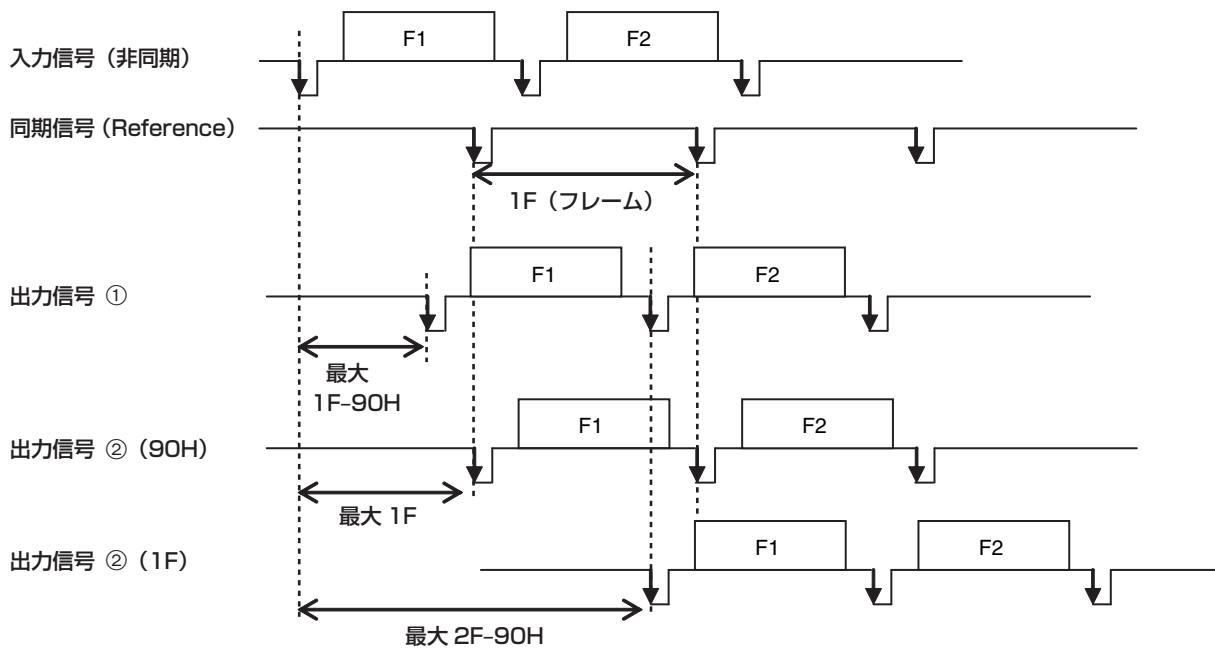 F1
F2
入力信号（非同期）
同期信号（Reference）
1F（フレーム）
F1
F2
出力信号 ①
最大
1F–90H
F1
F2
出力信号 ②（90H）
最大 1F
F1
F2
出力信号 ②（1F）
最大 2F–90H